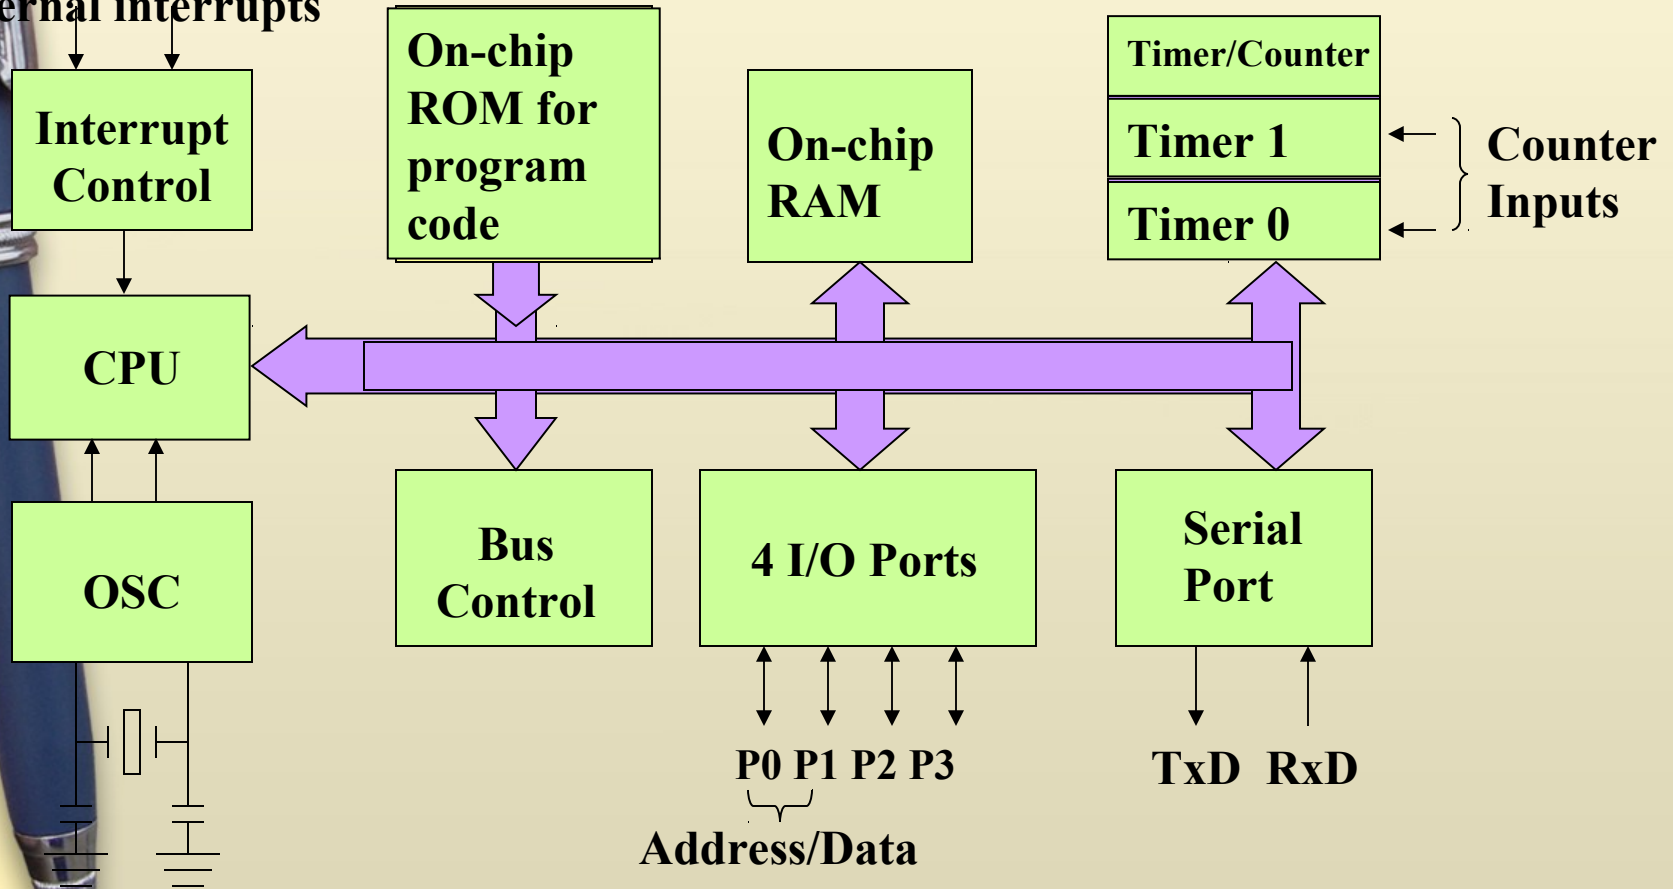 interrupts
Interrupt
Control
On-chip
ROM for
program
code
On-chip
RAM
Timer/Counter
Timer 1
Timer 0
Counter
Inputs
CPU
OSC
Bus
Control
4 I/O Ports
Serial
Port
P0 P1 P2 P3
TxD RxD
Address/Data